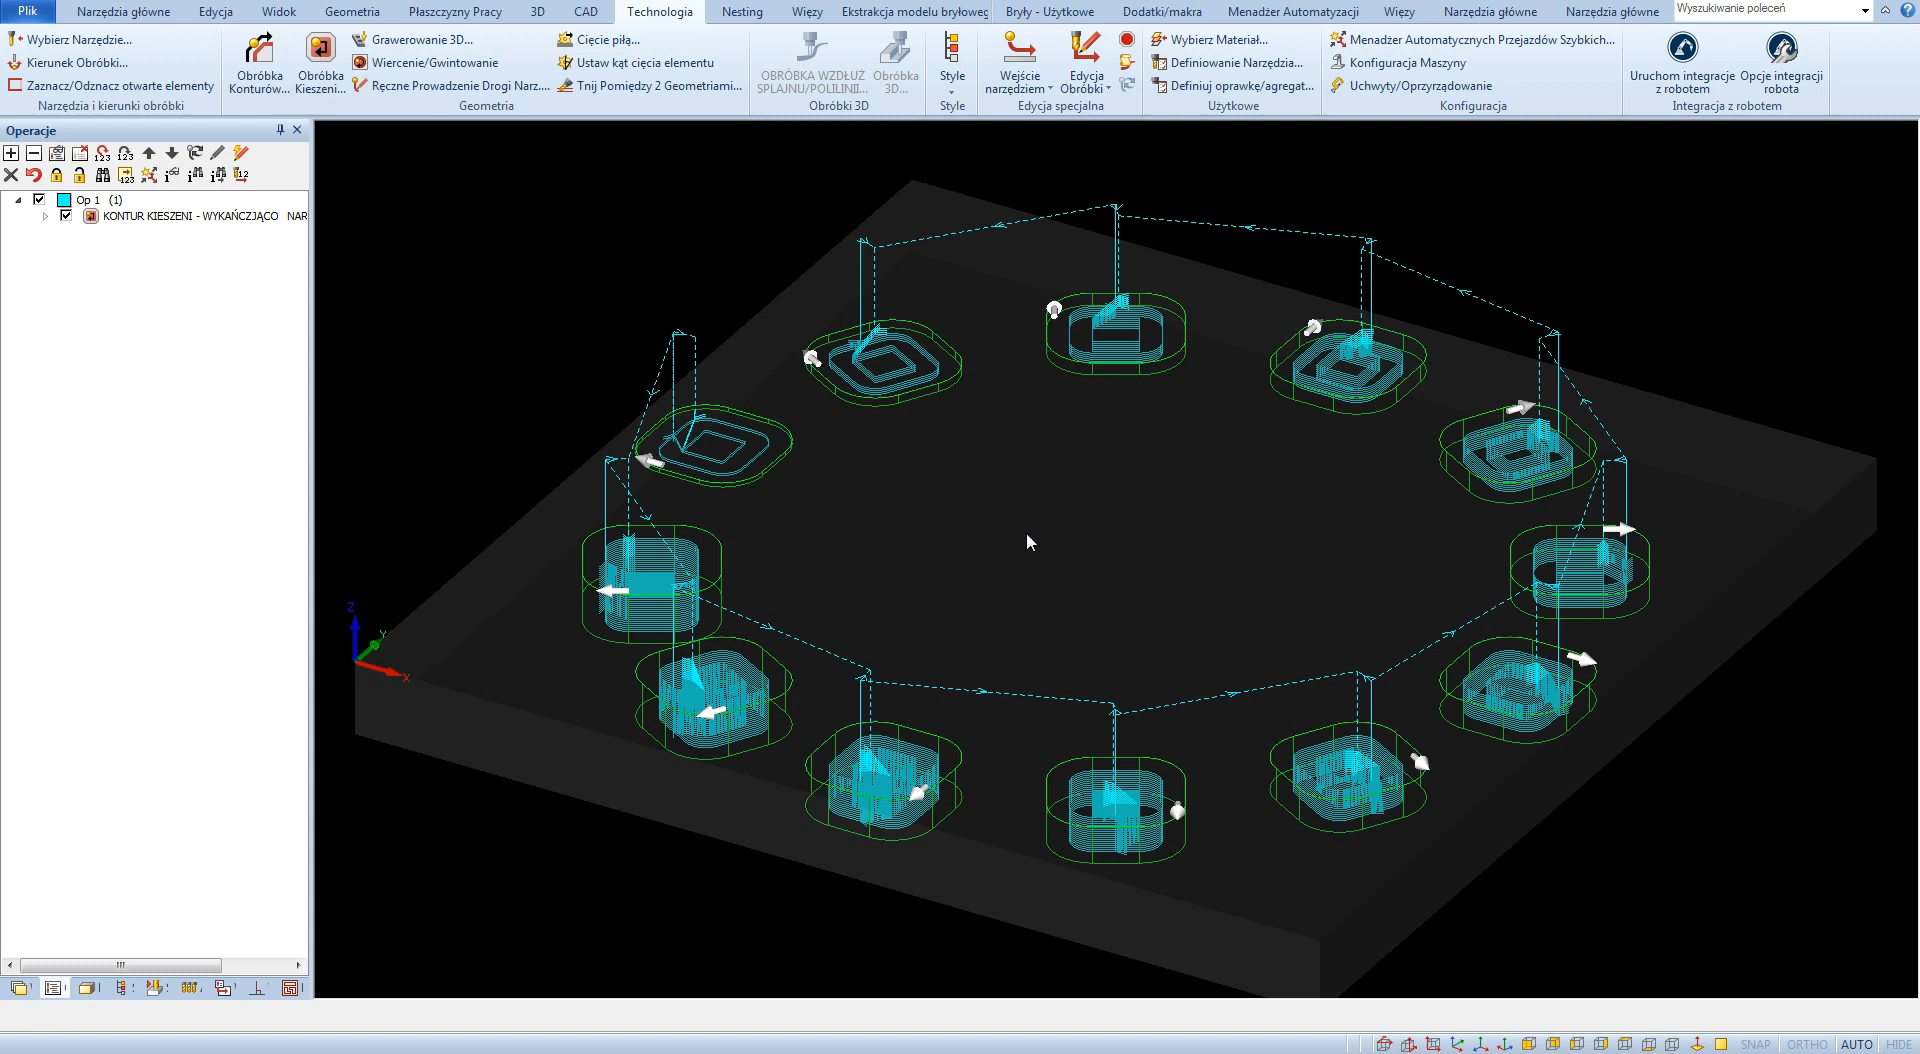 Plik Narzędzia główne Edycja Widok Geometria Płaszczyzny Pracy 3D CAD Technologia Nesting Więzy Ekstrakcja modelu bryłoweg Bryły - Użytkowe Dodatki/makra Menadżer Automatyzacji Więzy Narzędzia główne Narzędzia główne Wyszukiwanie poleceń
Wybierz Narzędzie...
Kierunek Obróbki...
Zaznacz/Odznacz otwarte elementy
Narzędzia i kierunki obróbki
Obróbka Konturów...
Obróbka Kieszeni...
Grawerowanie 3D...
Wiercenie/Gwintowanie
Ręczne Prowadzenie Drogi Narz....
Cięcie piłą...
Ustaw kąt cięcia elementu
Tnij Pomiędzy 2 Geometriami...
Geometria
OBRÓBKA WZDŁUŻ SPLAJNU/POLILINII...
Obróbka 3D...
Obróbki 3D
Style
Style
Wejście narzędziem
Edycja Obróbki
Edycja specjalna
Wybierz Materiał...
Definiowanie Narzędzia...
Definiuj oprawkę/agregat...
Użytkowe
Menadżer Automatycznych Przejazdów Szybkich...
Konfiguracja Maszyny
Uchwyty/Oprzyrządowanie
Konfiguracja
Uruchom integracje z robotem
Opcje integracji robota
Integracja z robotem
Operacje
Op 1 (1)
KONTUR KIESZENI - WYKAŃCZJĄCO NAR
Z
Y
X
SNAP ORTHO AUTO HIDE